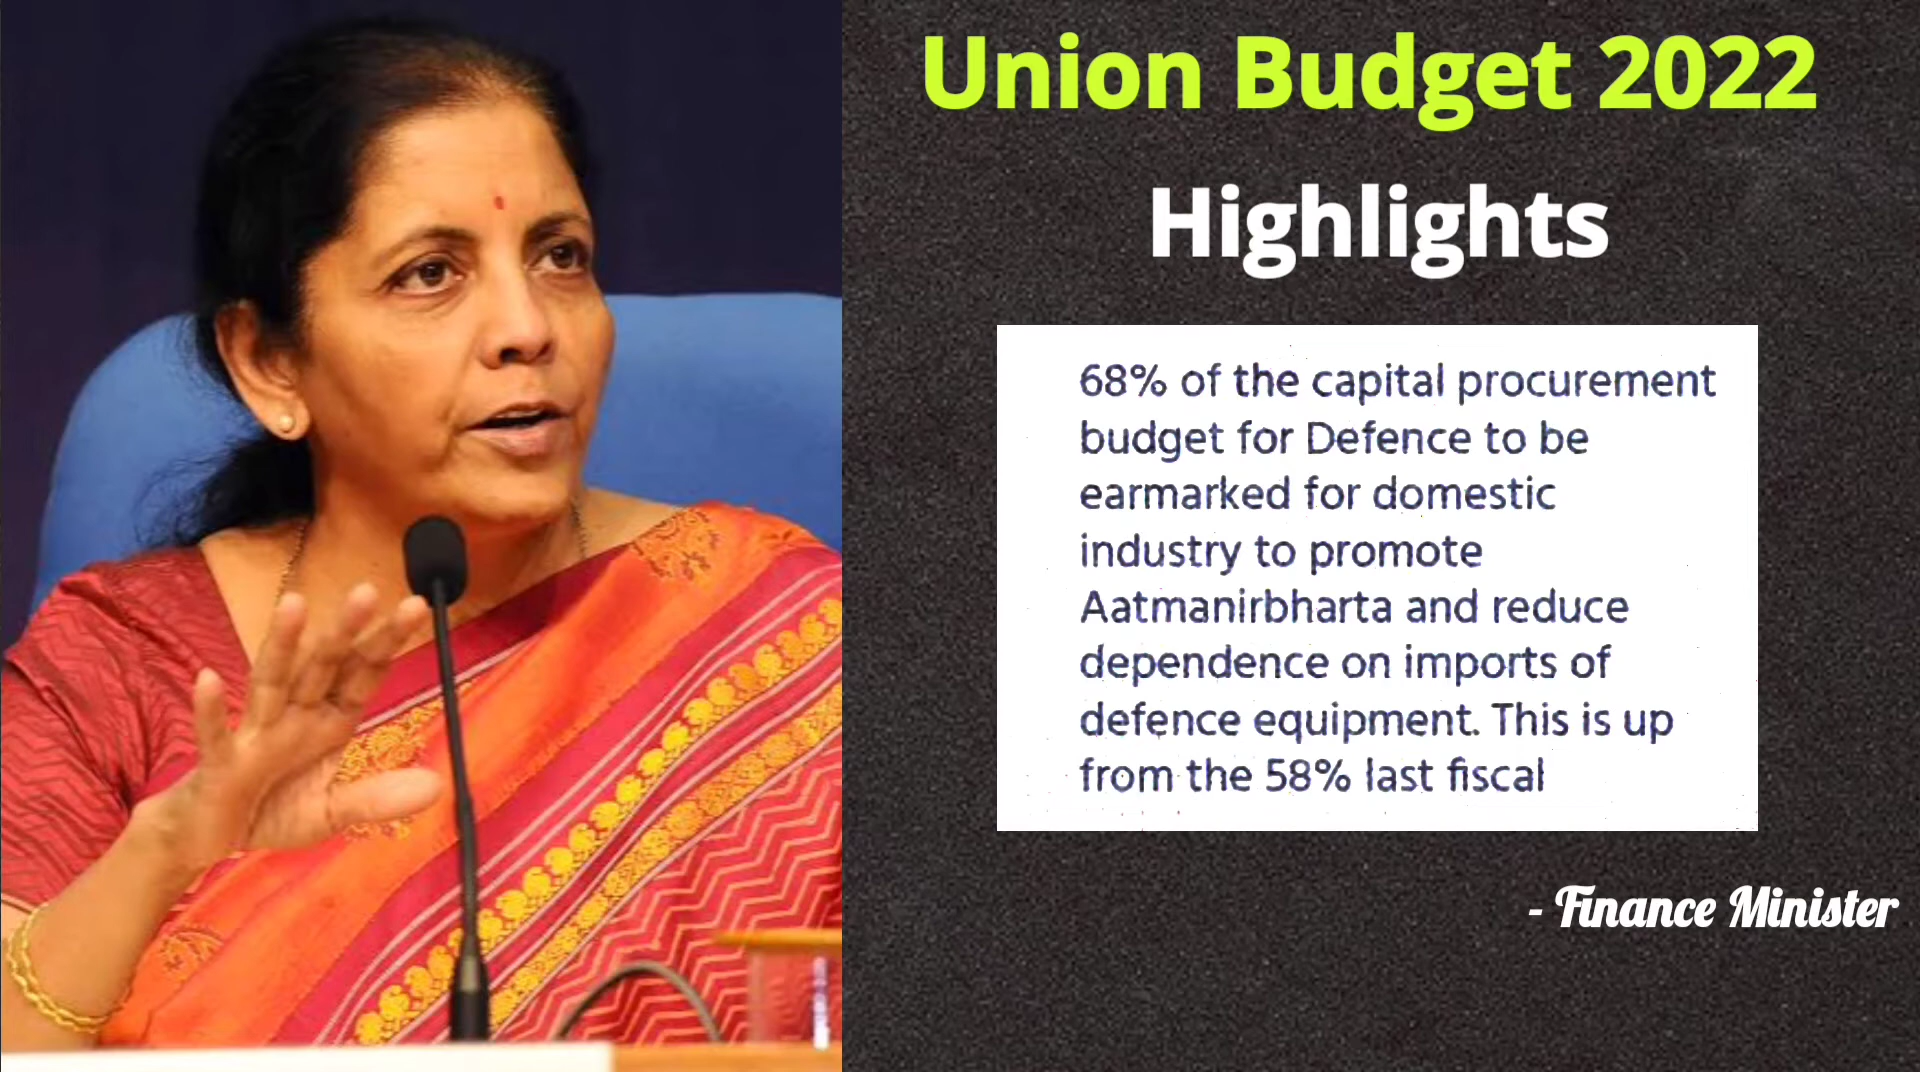 Union Budget 2022
Highlights
68% of the capital procurement
budget for Defence to be
earmarked for domestic
industry to promote
Aatmanirbharta and reduce
dependence on imports of
defence equipment. This is up
from the 58% last fiscal
- Finance Minister